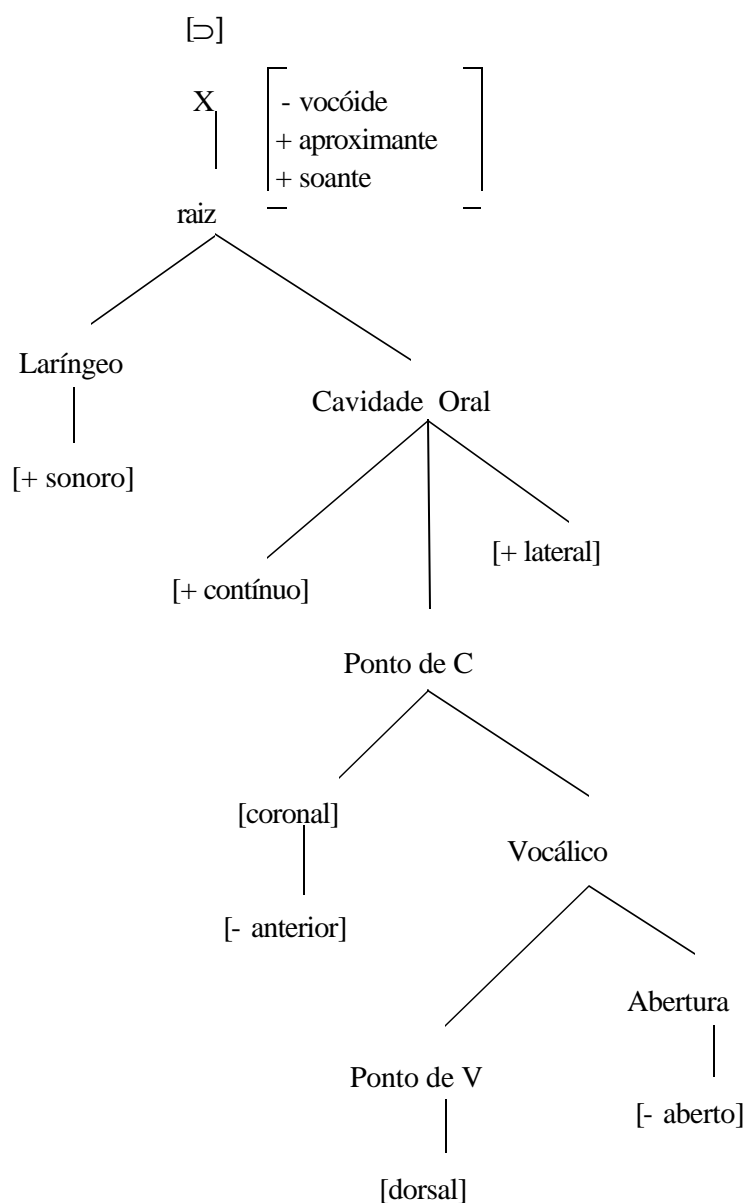 [⊃]
X - vocóide
+ aproximante
+ soante
raiz
Laríngeo
Cavidade Oral
[+ sonoro]
[+ lateral]
[+ contínuo]
Ponto de C
[coronal]
Vocálico
[- anterior]
Abertura
Ponto de V
[- aberto]
[dorsal]